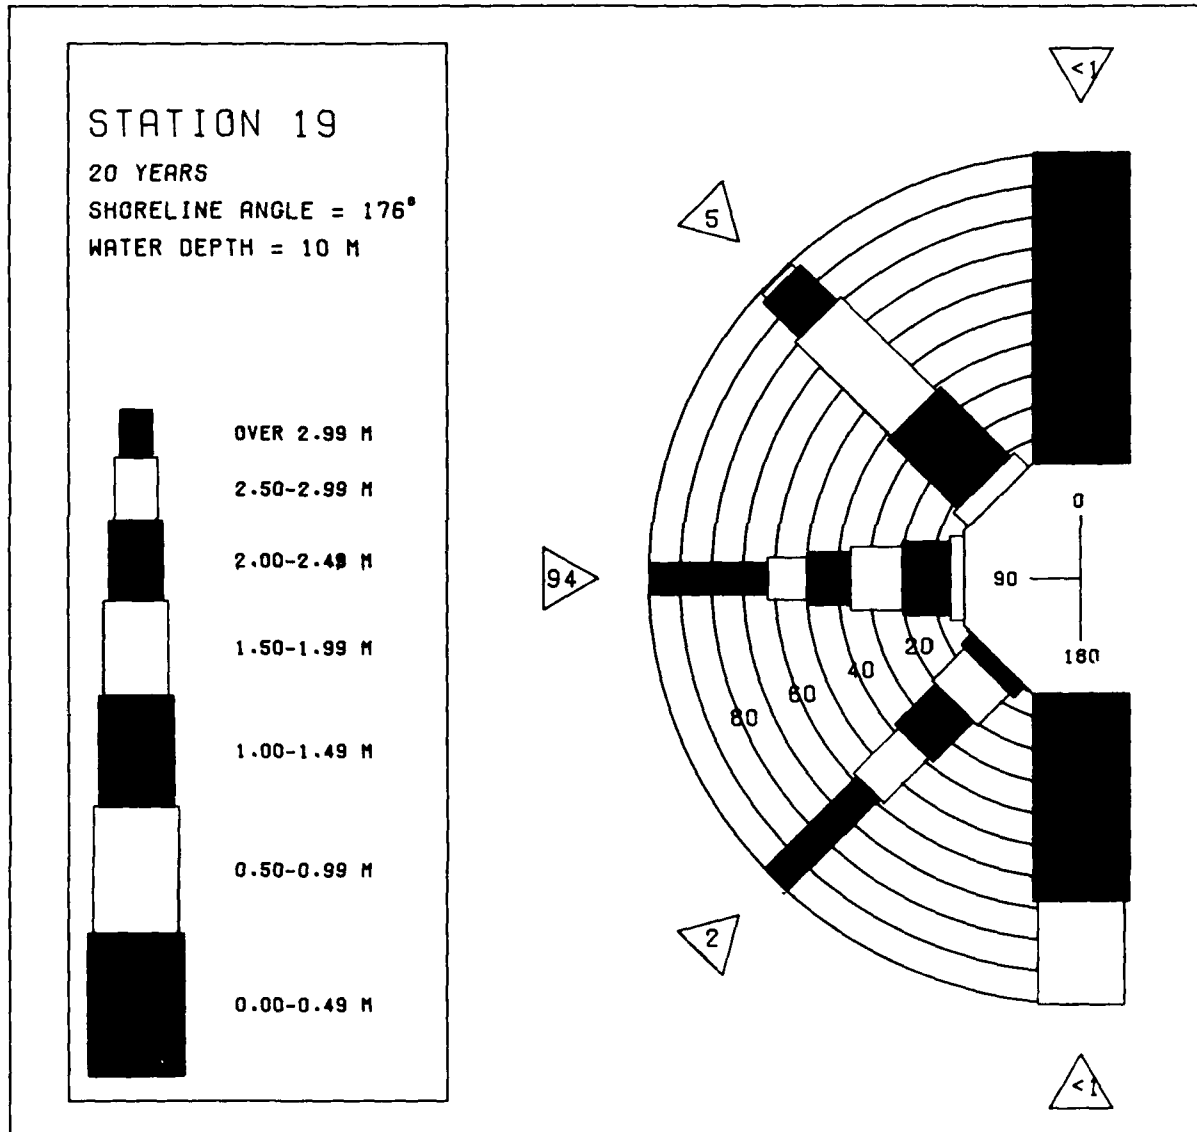 STATION 19
20 YEARS
SHORELINE ANGLE = 176°
WATER DEPTH = 10 M
OVER 2.99 M
2.50-2.99 M
2.00-2.49 M
1.50-1.99 M
1.00-1.49 M
0.50-0.99 M
0.00-0.49 M
<1
5
94
2
<1
0
90
180
20
40
60
80